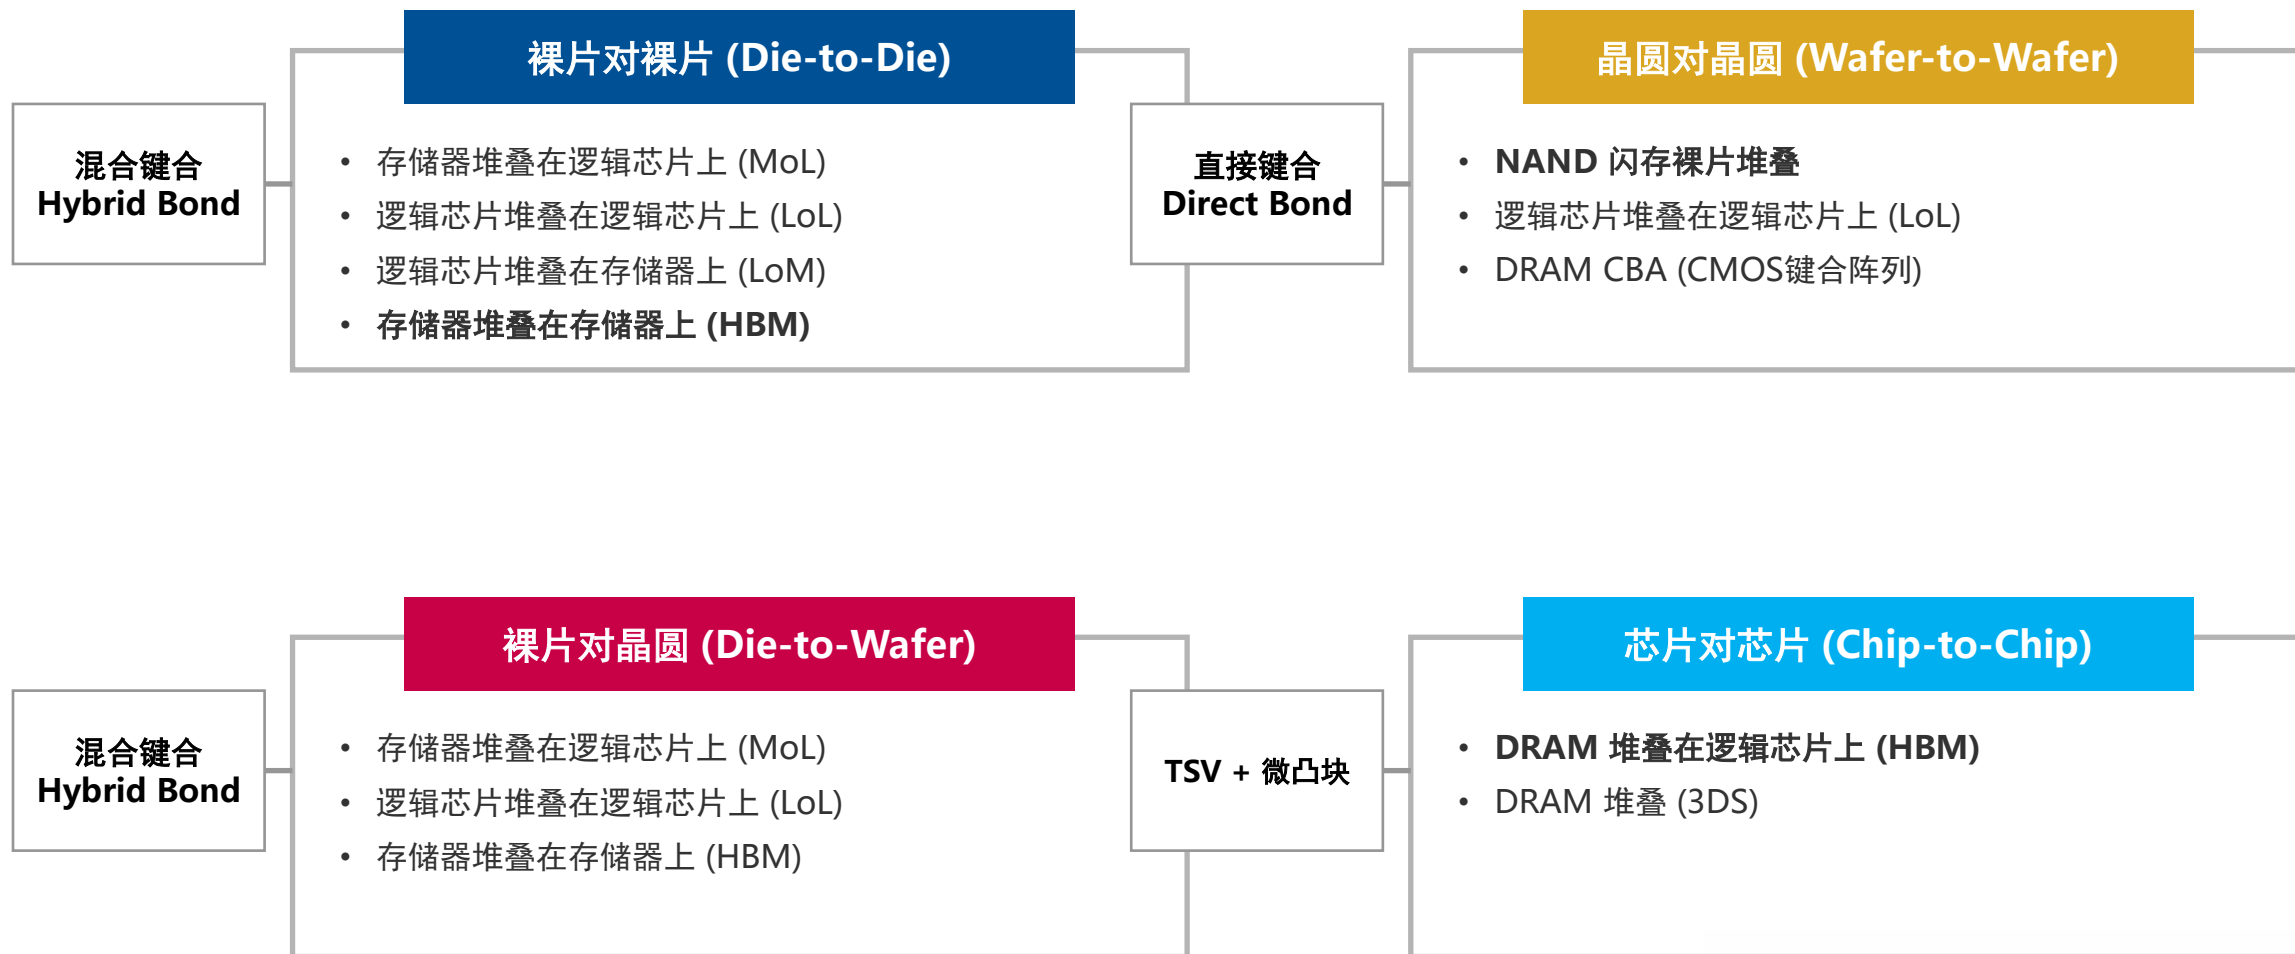 裸片对裸片 (Die-to-Die)
混合键合
Hybrid Bond
• 存储器堆叠在逻辑芯片上 (MoL)
• 逻辑芯片堆叠在逻辑芯片上 (LoL)
• 逻辑芯片堆叠在存储器上 (LoM)
• 存储器堆叠在存储器上 (HBM)
晶圆对晶圆 (Wafer-to-Wafer)
直接键合
Direct Bond
• NAND 闪存裸片堆叠
• 逻辑芯片堆叠在逻辑芯片上 (LoL)
• DRAM CBA (CMOS键合阵列)
裸片对晶圆 (Die-to-Wafer)
混合键合
Hybrid Bond
• 存储器堆叠在逻辑芯片上 (MoL)
• 逻辑芯片堆叠在逻辑芯片上 (LoL)
• 存储器堆叠在存储器上 (HBM)
芯片对芯片 (Chip-to-Chip)
TSV + 微凸块
• DRAM 堆叠在逻辑芯片上 (HBM)
• DRAM 堆叠 (3DS)